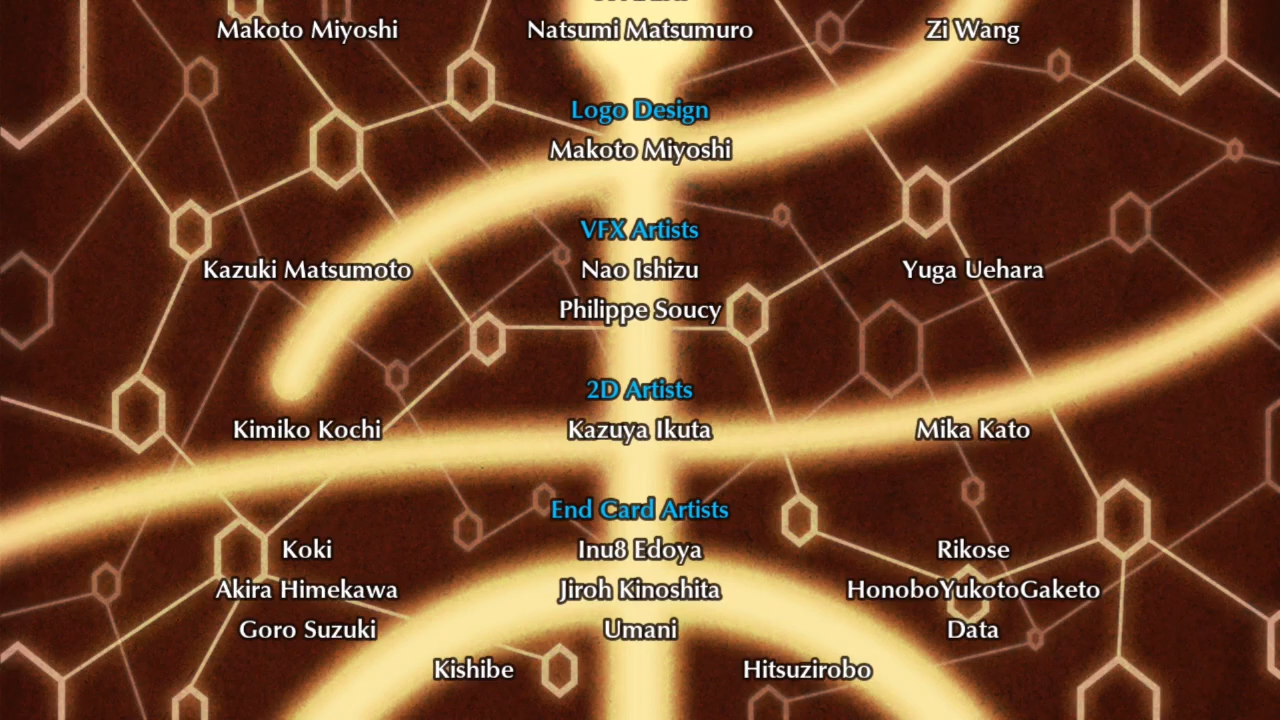 Makoto Miyoshi Natsumi Matsumuro Zi Wang
Logo Design
Makoto Miyoshi
VFX Artists
Kazuki Matsumoto Nao Ishizu Yuga Uehara
Philippe Soucy
2D Artists
Kimiko Kochi Kazuya Ikuta Mika Kato
End Card Artists
Koki Inu8 Edoya Rikose
Akira Himekawa Jiroh Kinoshita HonoboYukotoGaketo
Goro Suzuki Umani Data
Kishibe Hitsuzirobo